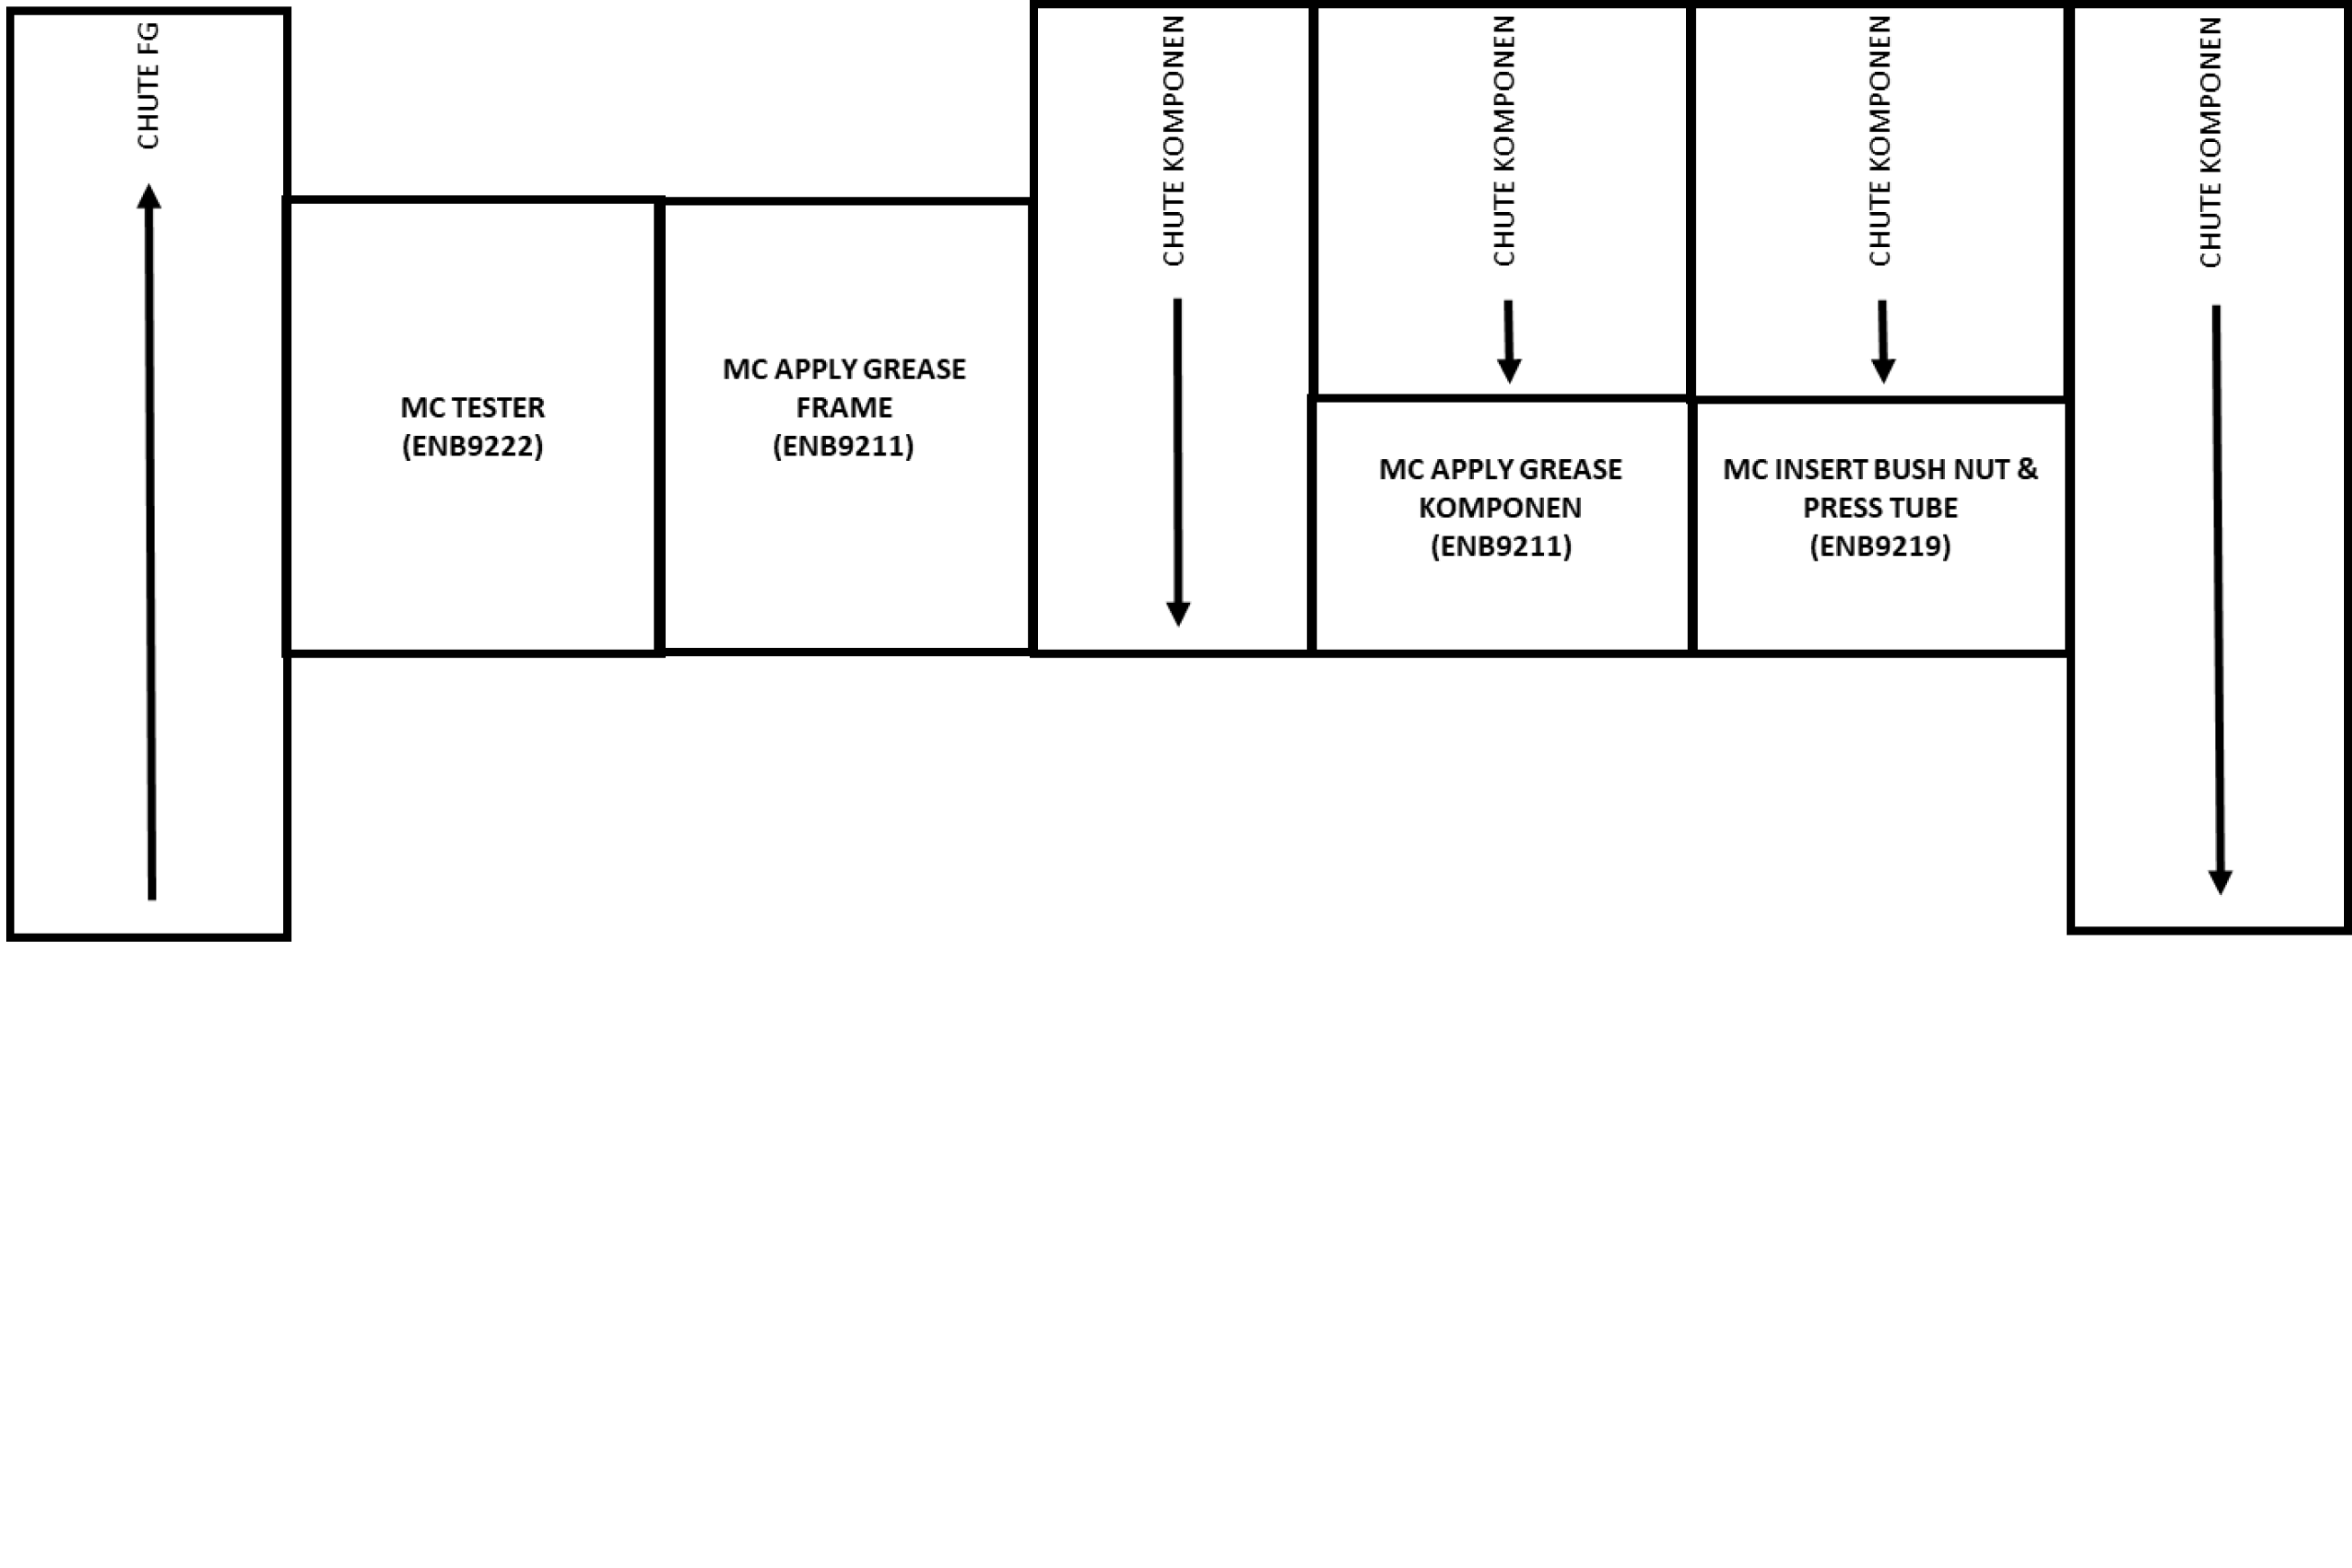 CHUTE FG
MC TESTER
(ENB9222)
MC APPLY GREASE
FRAME
(ENB9211)
CHUTE KOMPONEN
CHUTE KOMPONEN
MC APPLY GREASE
KOMPONEN
(ENB9211)
CHUTE KOMPONEN
MC INSERT BUSH NUT &
PRESS TUBE
(ENB9219)
CHUTE KOMPONEN